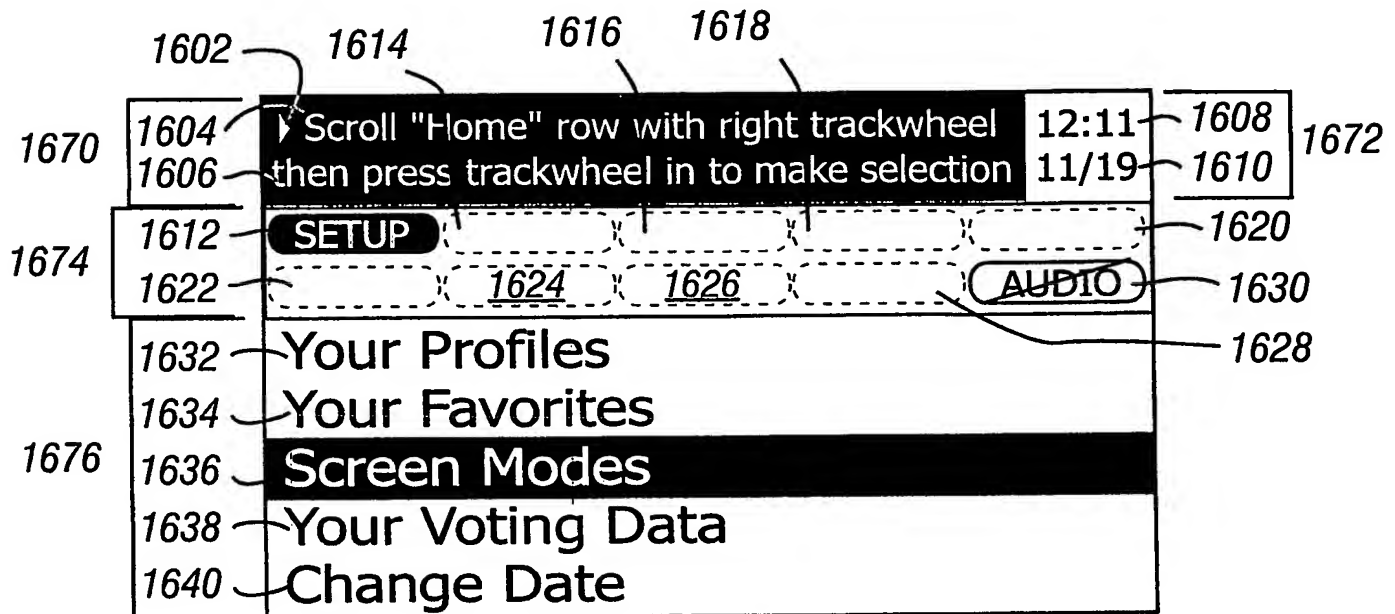 1602 1614 1616 1618
1670 1604 Scroll "Home" row with right trackwheel 12:11 1608 1672
1606 then press trackwheel in to make selection 11/19 1610
1674 1612 SETUP 1620
1622 1624 1626 AUDIO 1630
1632 Your Profiles 1628
1634 Your Favorites
1676 1636 Screen Modes
1638 Your Voting Data
1640 Change Date